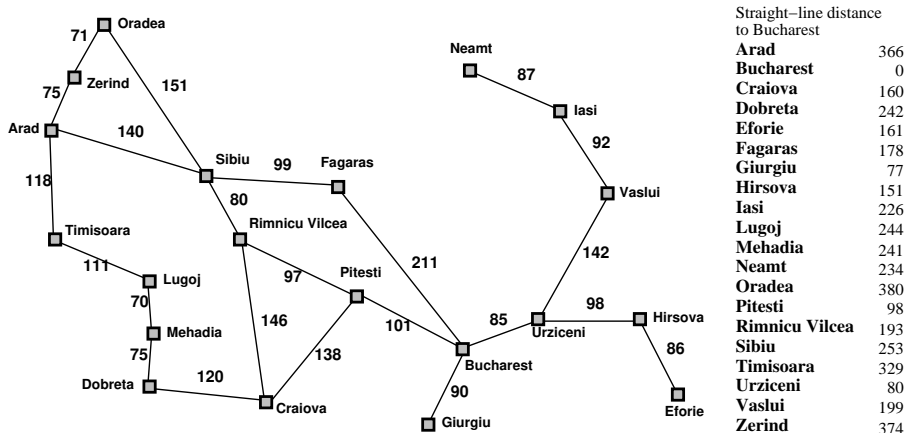 Oradea
71
Zerind
75
151
Arad
140
118
Sibiu
99
Fagaras
80
Timisoara
Rimnicu Vilcea
111
Lugoj
97
Pitesti
211
70
Mehadia
146
101
75
138
Dobreta
120
Craiova
Neamt
87
Iasi
92
Vaslui
142
98
Hirsova
85
Urziceni
86
Bucharest
90
Giurgiu
Eforie
Straight–line distance
to Bucharest
Arad 366
Bucharest 0
Craiova 160
Dobreta 242
Eforie 161
Fagaras 178
Giurgiu 77
Hirsova 151
Iasi 226
Lugoj 244
Mehadia 241
Neamt 234
Oradea 380
Pitesti 98
Rimnicu Vilcea 193
Sibiu 253
Timisoara 329
Urziceni 80
Vaslui 199
Zerind 374